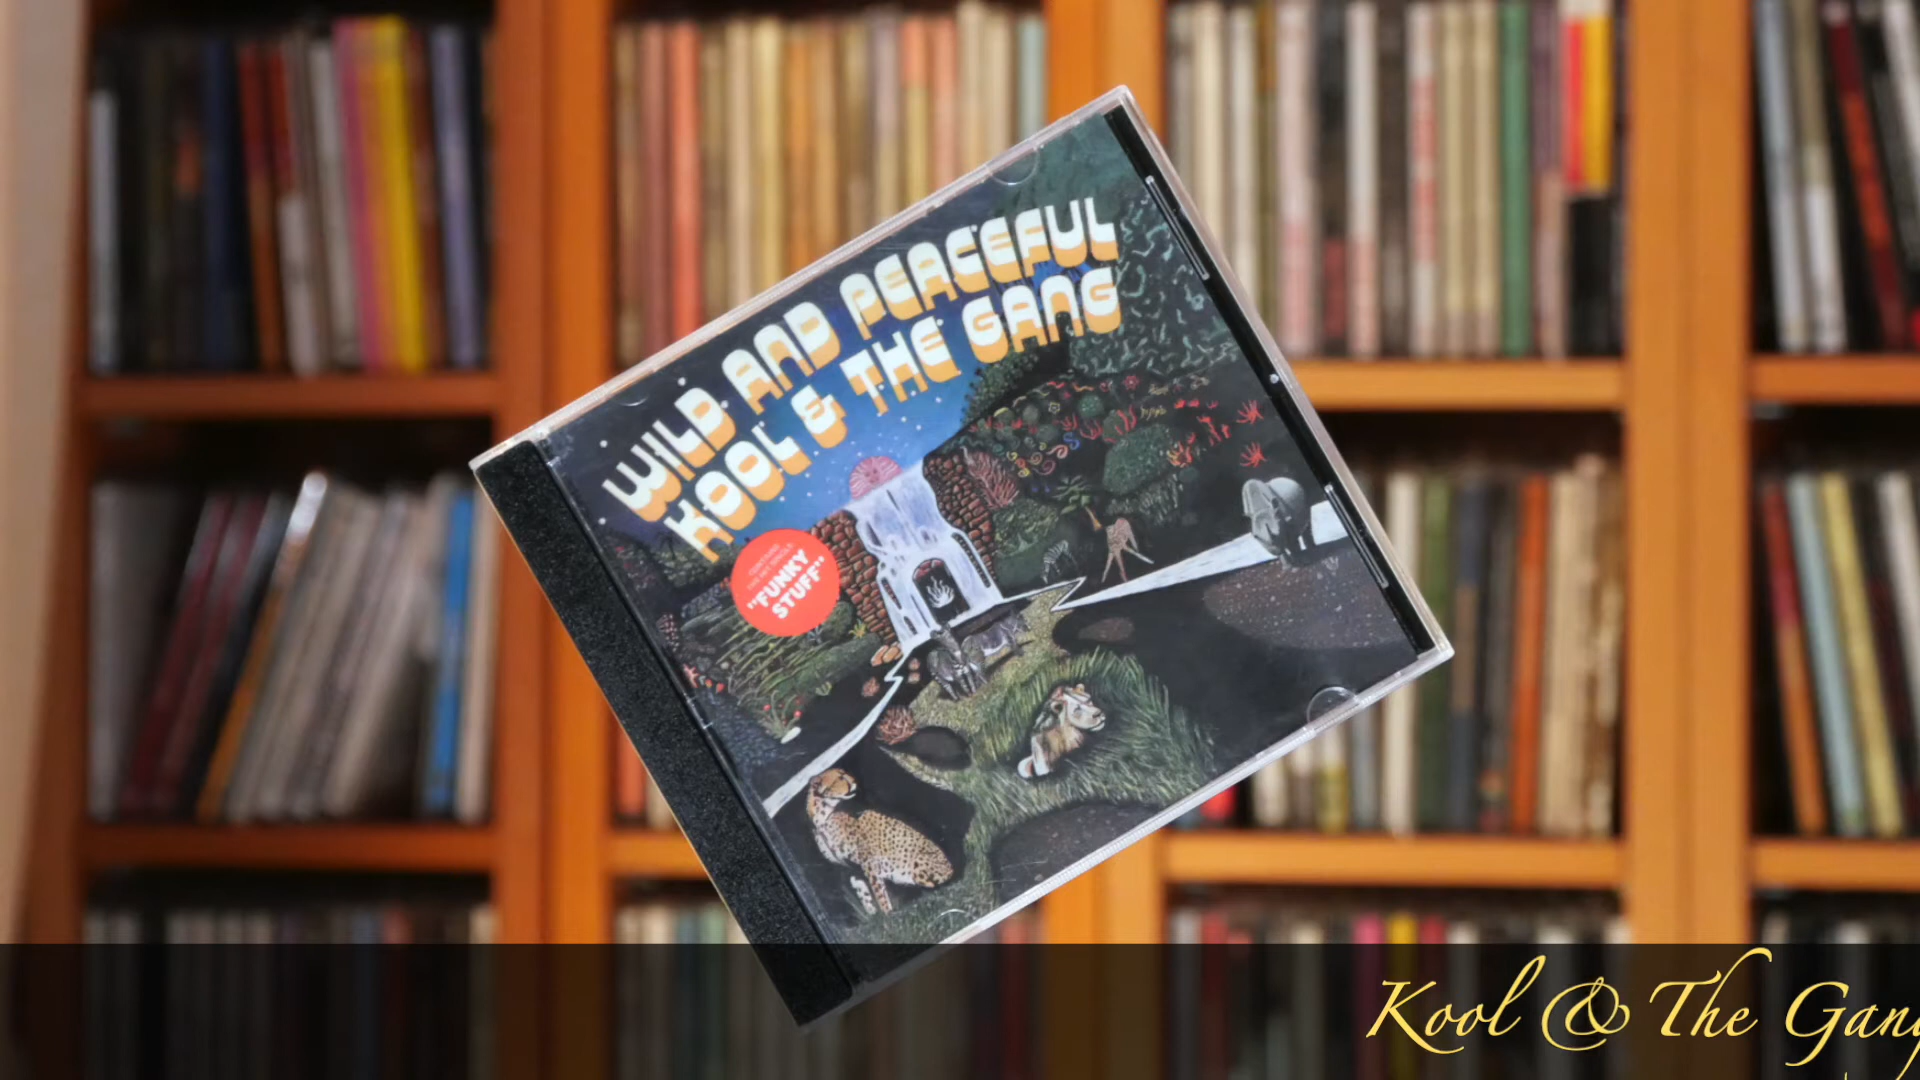 WILD AND PEACEFUL
KOOL & THE GANG
"FUNKY
STUFF"
Kool & The Gang